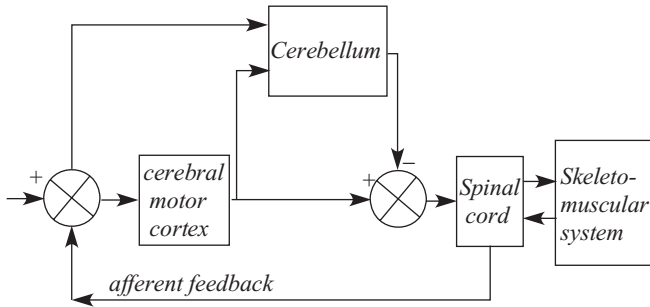 Cerebellum
+
cerebral
motor
cortex
+
−
Spinal
cord
Skeleto-
muscular
system
afferent feedback